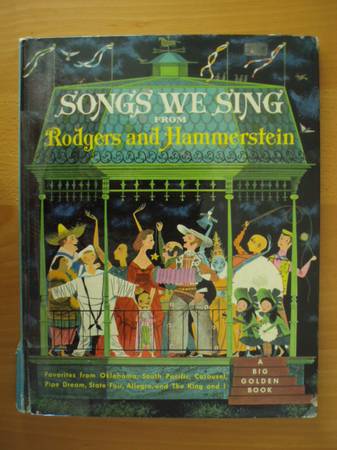 SONGS WE SING
FROM
Rodgers and Hammerstein
Favorites from Oklahoma, South Pacific, Carousel,
Pipe Dream, State Fair, Allegro, and The King and I
A
BIG
GOLDEN
BOOK